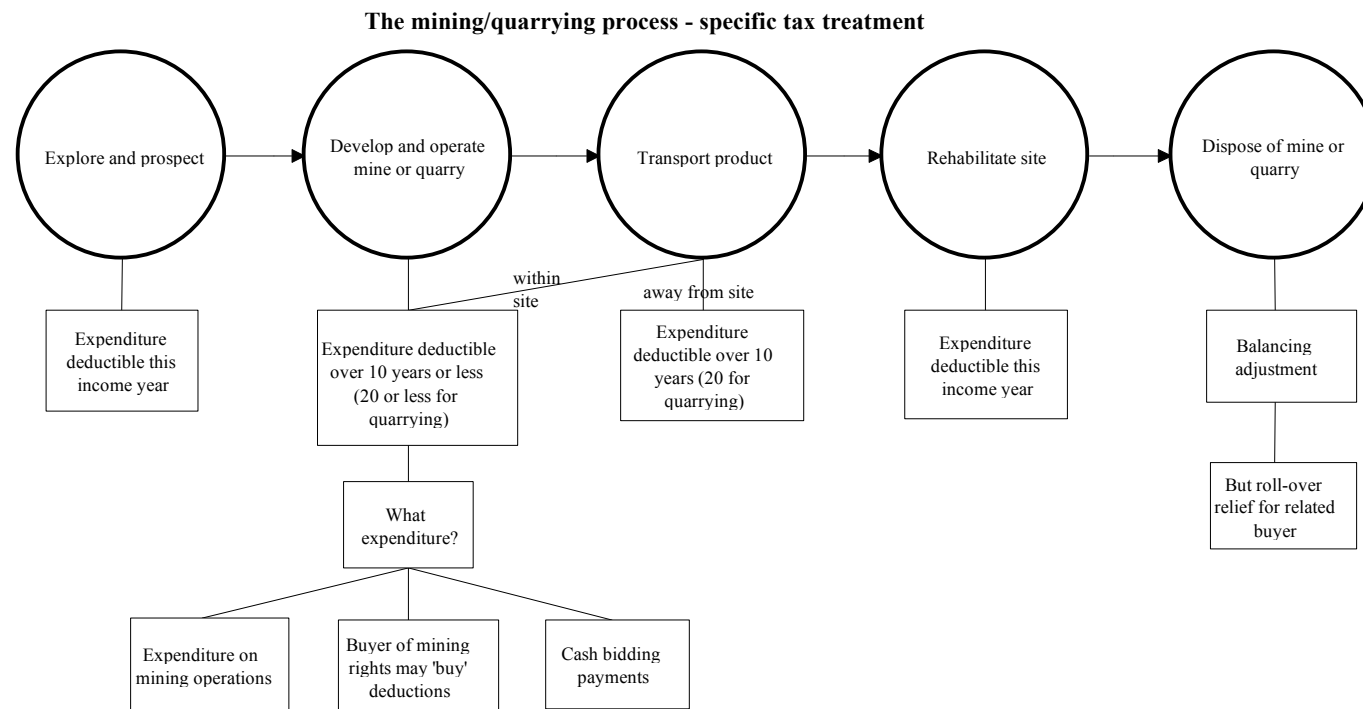 The mining/quarrying process - specific tax treatment
Explore and prospect
Develop and operate
mine or quarry
Transport product
Rehabilitate site
Dispose of mine or
quarry
within
site
away from site
Expenditure
deductible this
income year
Expenditure deductible
over 10 years or less
(20 or less for
quarrying)
Expenditure
deductible over 10
years (20 for
quarrying)
Expenditure
deductible this
income year
Balancing
adjustment
What
expenditure?
But roll-over
relief for related
buyer
Expenditure on
mining operations
Buyer of mining
rights may 'buy'
deductions
Cash bidding
payments